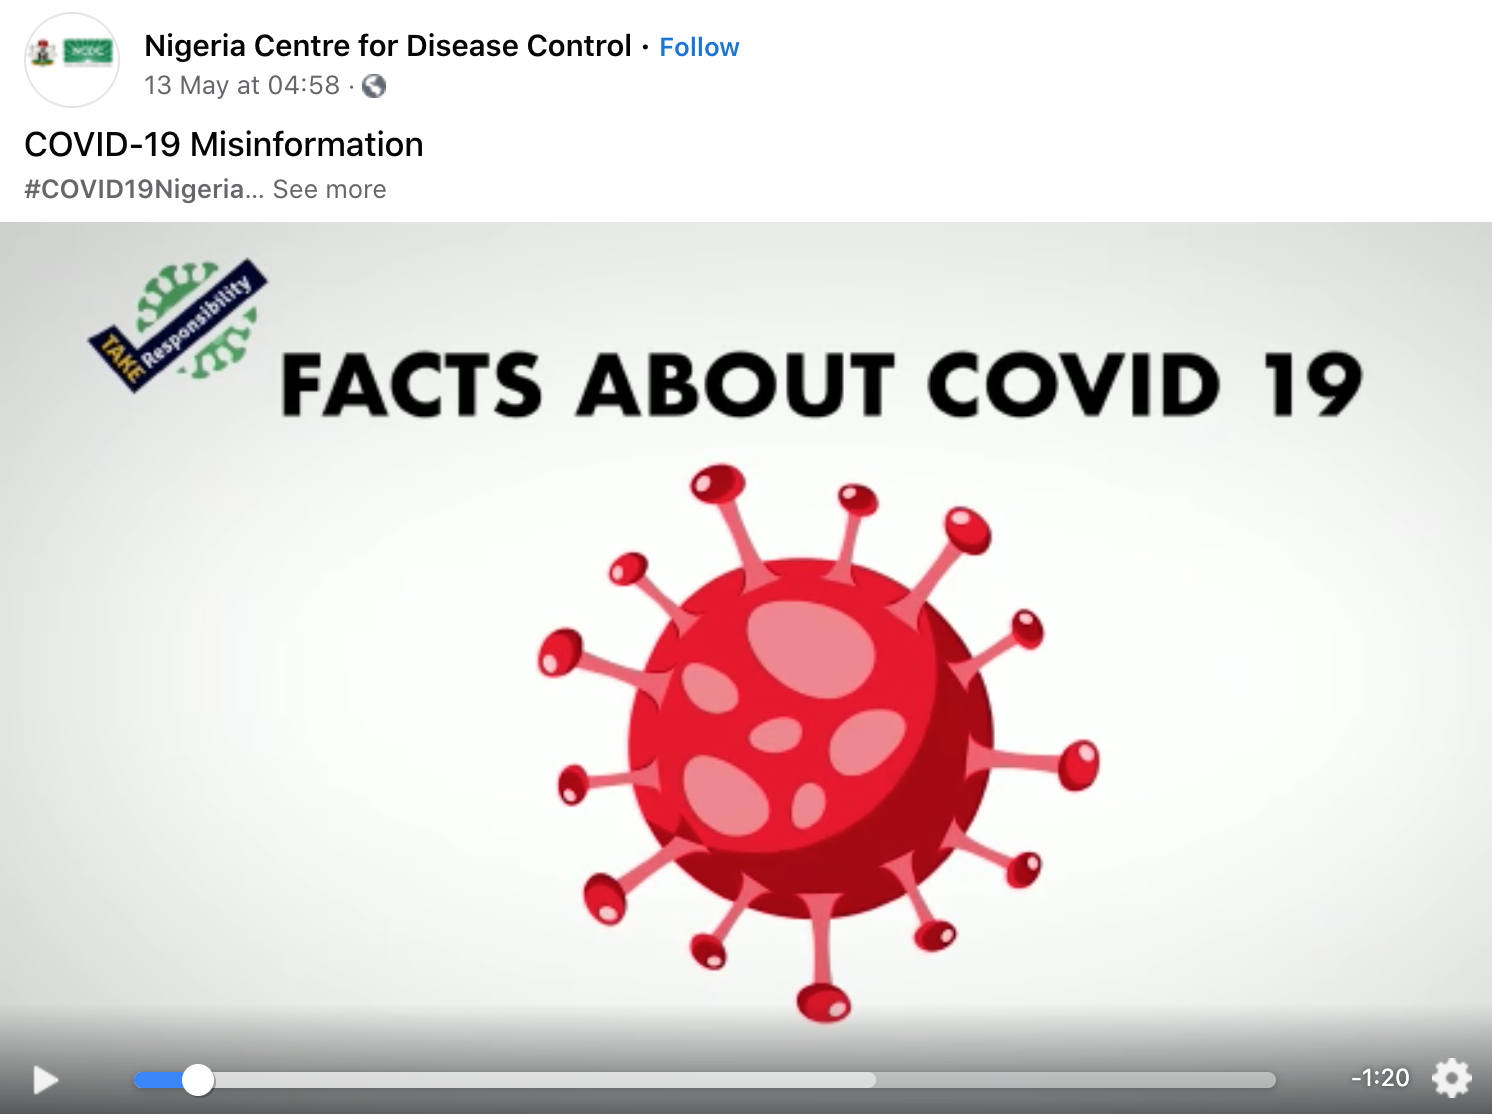 NCDC
Nigeria Centre for Disease Control · Follow
13 May at 04:58 ·
COVID-19 Misinformation
#COVID19Nigeria... See more
TAKE Responsibility
FACTS ABOUT COVID 19
-1:20